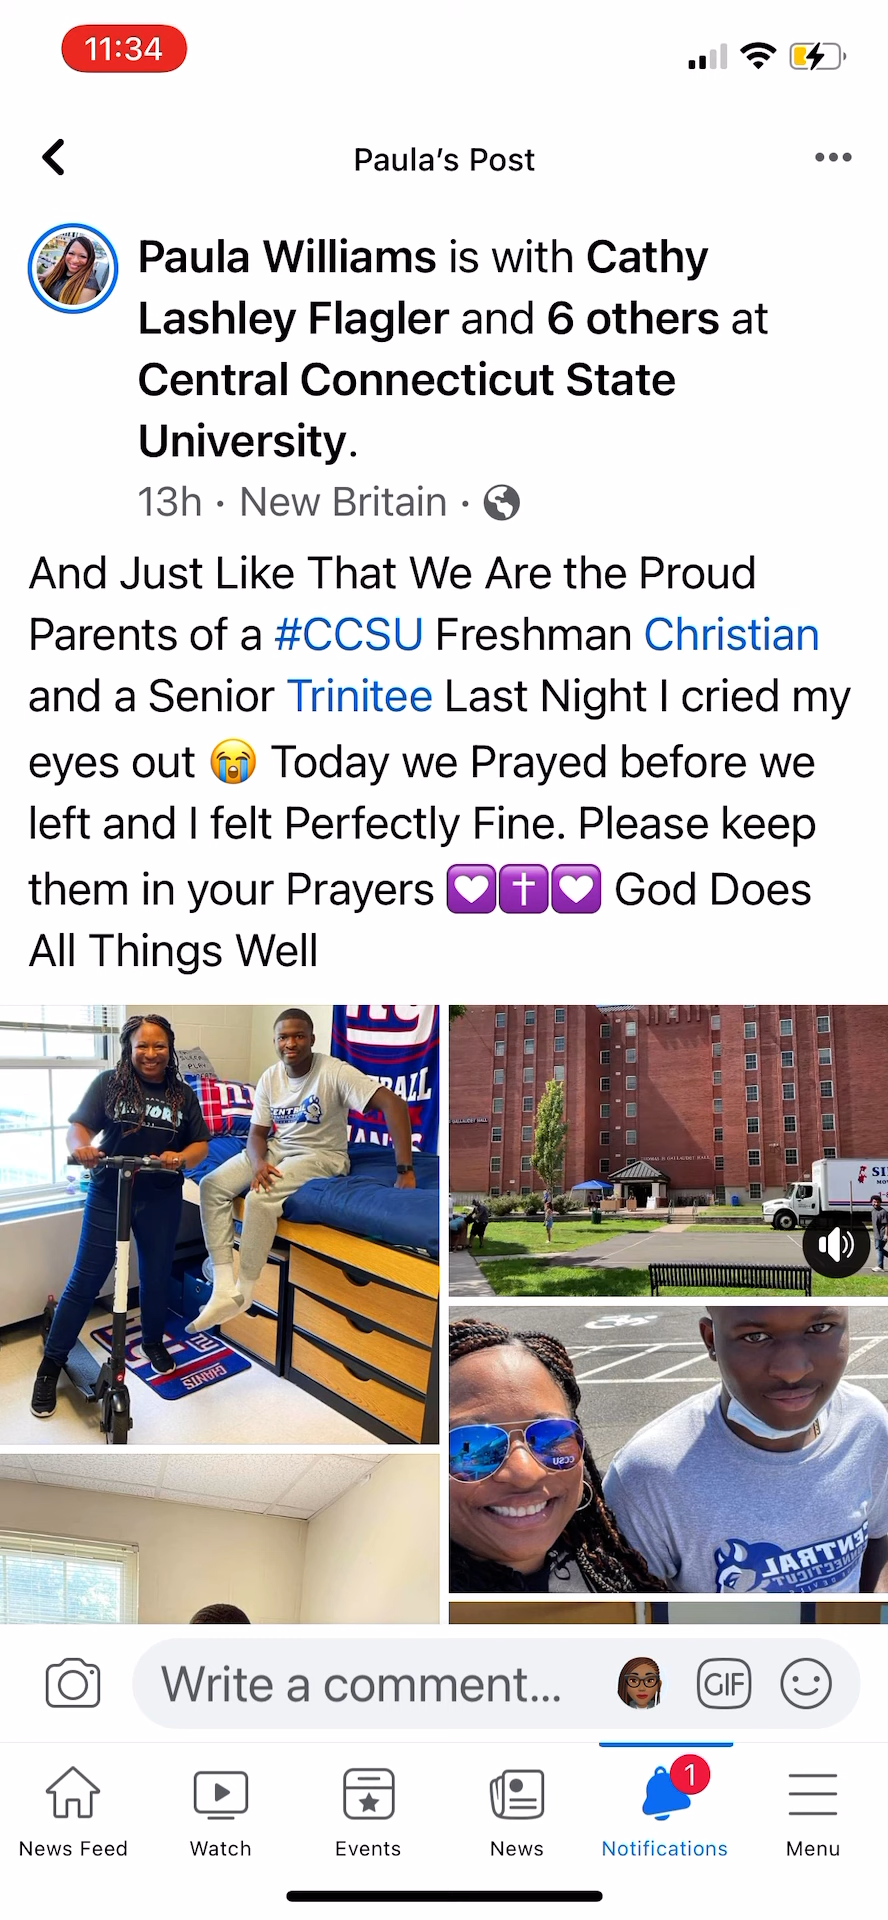 11:34
Paula's Post
Paula Williams is with Cathy
Lashley Flagler and 6 others at
Central Connecticut State
University.
13h · New Britain ·
And Just Like That We Are the Proud
Parents of a #CCSU Freshman Christian
and a Senior Trinitee Last Night I cried my
eyes out 😭 Today we Prayed before we
left and I felt Perfectly Fine. Please keep
them in your Prayers 💟✝️💟 God Does
All Things Well
GIANTS
CCSU
CENTRAL
Write a comment...
GIF
1
News Feed
Watch
Events
News
Notifications
Menu